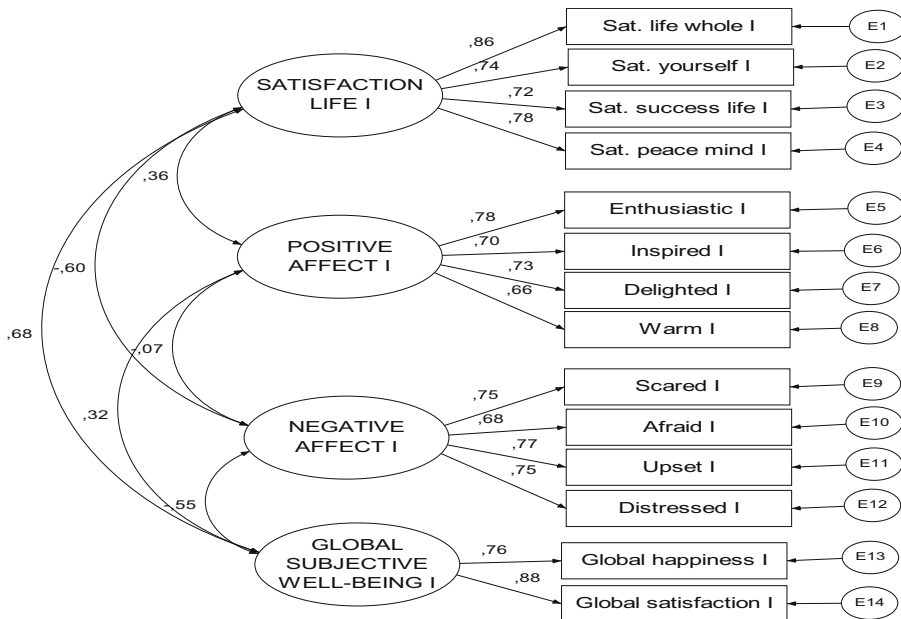 ,86
Sat. life whole I
E1
SATISFACTION
LIFE I
,74
Sat. yourself I
E2
,72
Sat. success life I
E3
,78
Sat. peace mind I
E4
,36
POSITIVE
AFFECT I
,78
Enthusiastic I
E5
,70
Inspired I
E6
,73
Delighted I
E7
,66
Warm I
E8
-,60
,68
-,07
,32
NEGATIVE
AFFECT I
,75
Scared I
E9
,68
Afraid I
E10
,77
Upset I
E11
,75
Distressed I
E12
-,55
GLOBAL
SUBJECTIVE
WELL-BEING I
,76
Global happiness I
E13
,88
Global satisfaction I
E14